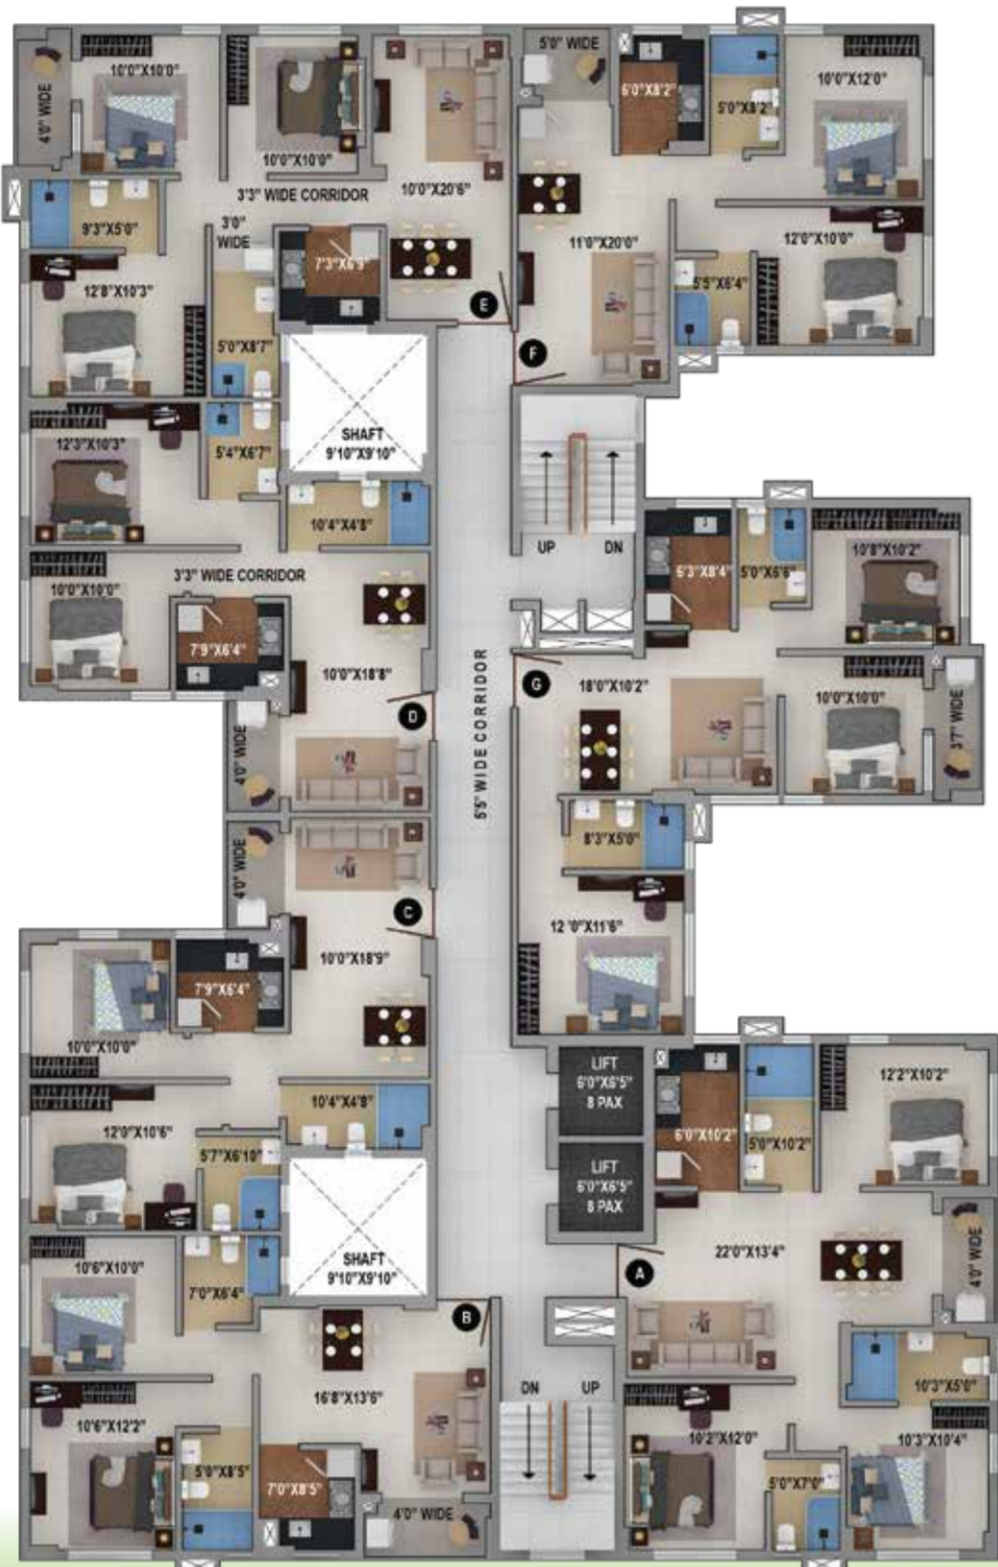 4'0" WIDE
10'0"X10'0"
10'0"X10'0"
10'0"X20'6"
5'0" WIDE
6'0"X8'2"
5'0"X8'2"
10'0"X12'0"
3'3" WIDE CORRIDOR
9'3"X5'0"
3'0"
WIDE
7'3"X6'9"
11'0"X20'0"
12'0"X10'0"
12'8"X10'3"
5'5"X6'4"
E
5'0"X8'7"
F
SHAFT
9'10"X9'10"
12'3"X10'3"
5'4"X6'7"
10'4"X4'8"
UP
DN
6'3"X8'4"
5'0"X6'6"
10'8"X10'2"
3'3" WIDE CORRIDOR
10'0"X10'0"
7'9"X6'4"
10'0"X18'8"
D
4'0" WIDE
5'5" WIDE CORRIDOR
G
18'0"X10'2"
10'0"X10'0"
3'7" WIDE
8'3"X5'0"
4'0" WIDE
C
10'0"X18'9"
12'0"X11'6"
7'9"X6'4"
10'0"X10'0"
LIFT
6'0"X6'5"
8 PAX
12'2"X10'2"
10'4"X4'8"
12'0"X10'6"
5'7"X6'10"
6'0"X10'2"
5'0"X10'2"
LIFT
6'0"X6'5"
8 PAX
SHAFT
9'10"X9'10"
22'0"X13'4"
4'0" WIDE
A
10'6"X10'0"
7'0"X6'4"
B
16'8"X13'6"
DN
UP
10'3"X5'0"
10'6"X12'2"
10'2"X12'0"
10'3"X10'4"
5'0"X8'5"
7'0"X8'5"
4'0" WIDE
5'0"X7'0"